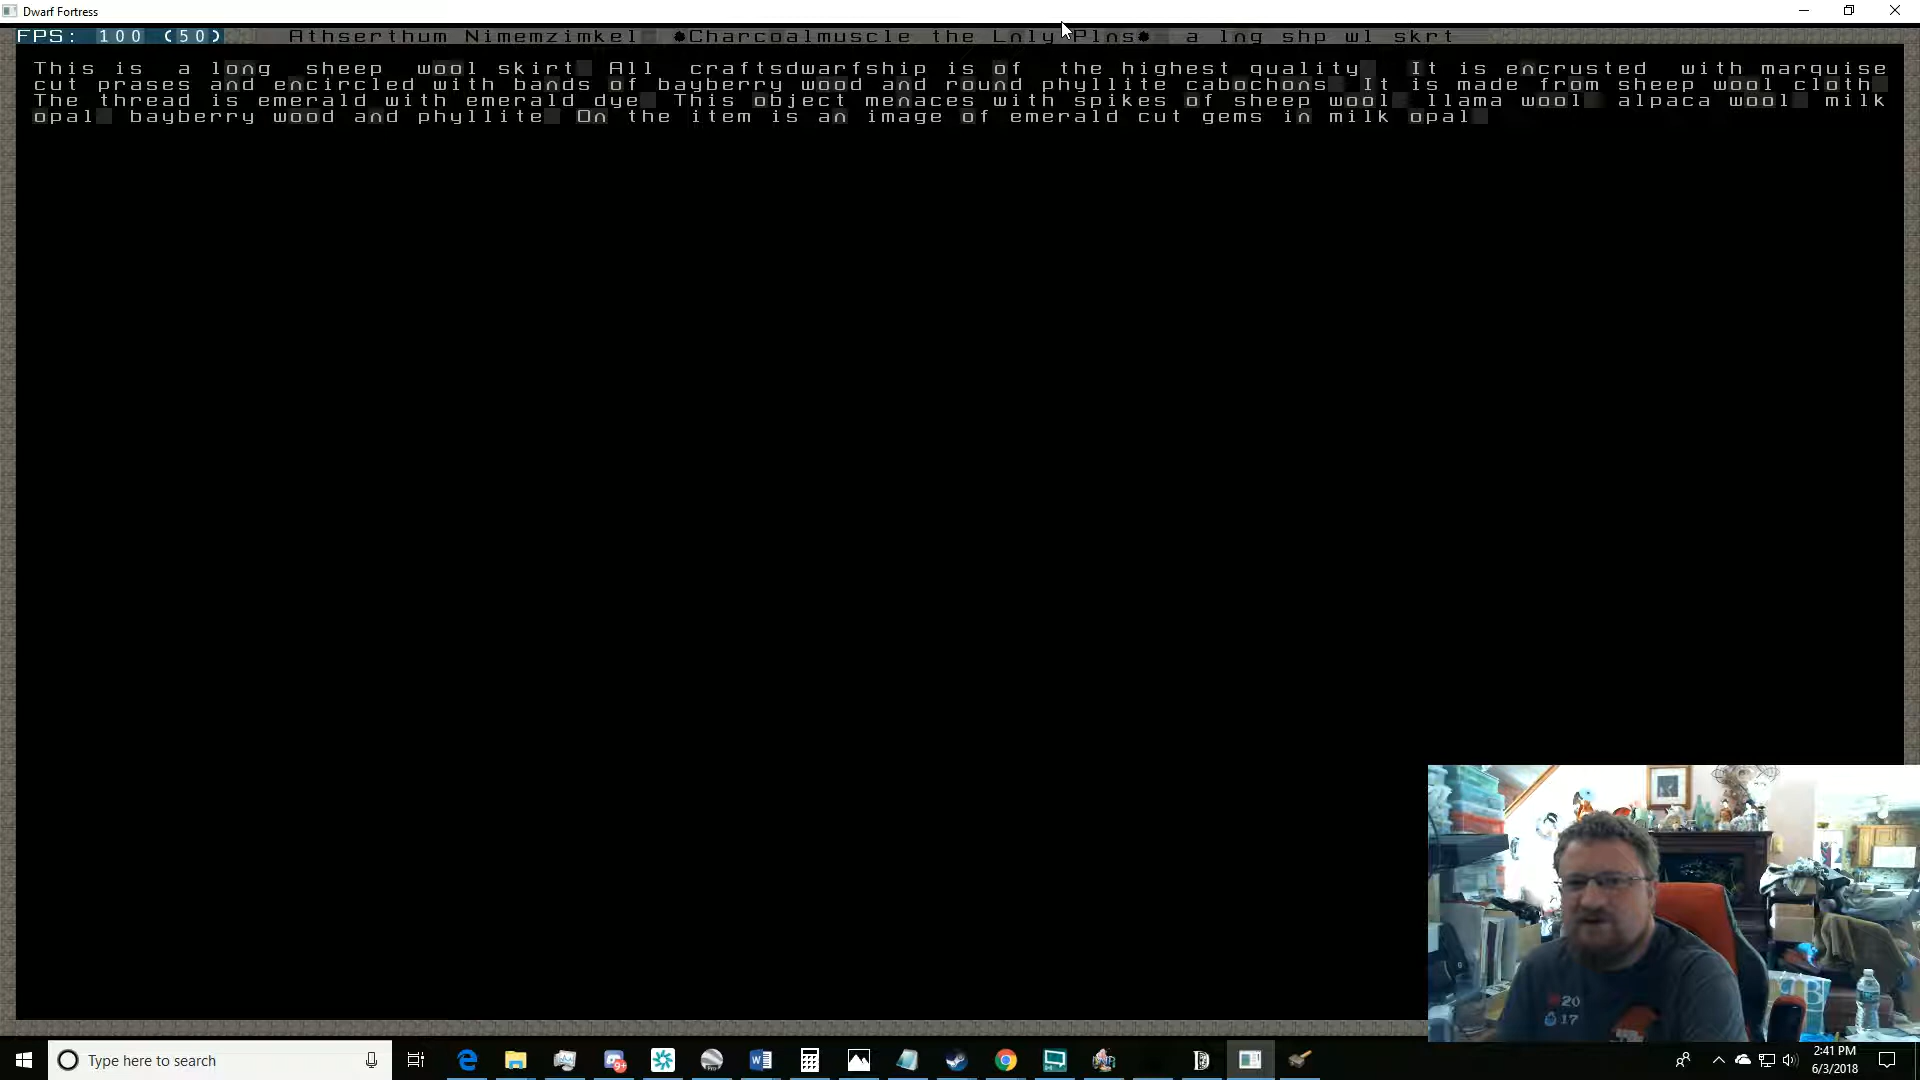 Dwarf Fortress
FPS: 100 (50) Athserthum Nimemzimkel ●Charcoalmuscle the Lnly Plns● a lng shp wl skrt
This is a long sheep wool skirt All craftsdwarfship is of the highest quality It is encrusted with marquise
cut prases and encircled with bands of bayberry wood and round phyllite cabochons It is made from sheep wool cloth
The thread is emerald with emerald dye This object menaces with spikes of sheep wool llama wool alpaca wool milk
opal bayberry wood and phyllite On the item is an image of emerald cut gems in milk opal
20
17
Type here to search
9+
2:41 PM
6/3/2018